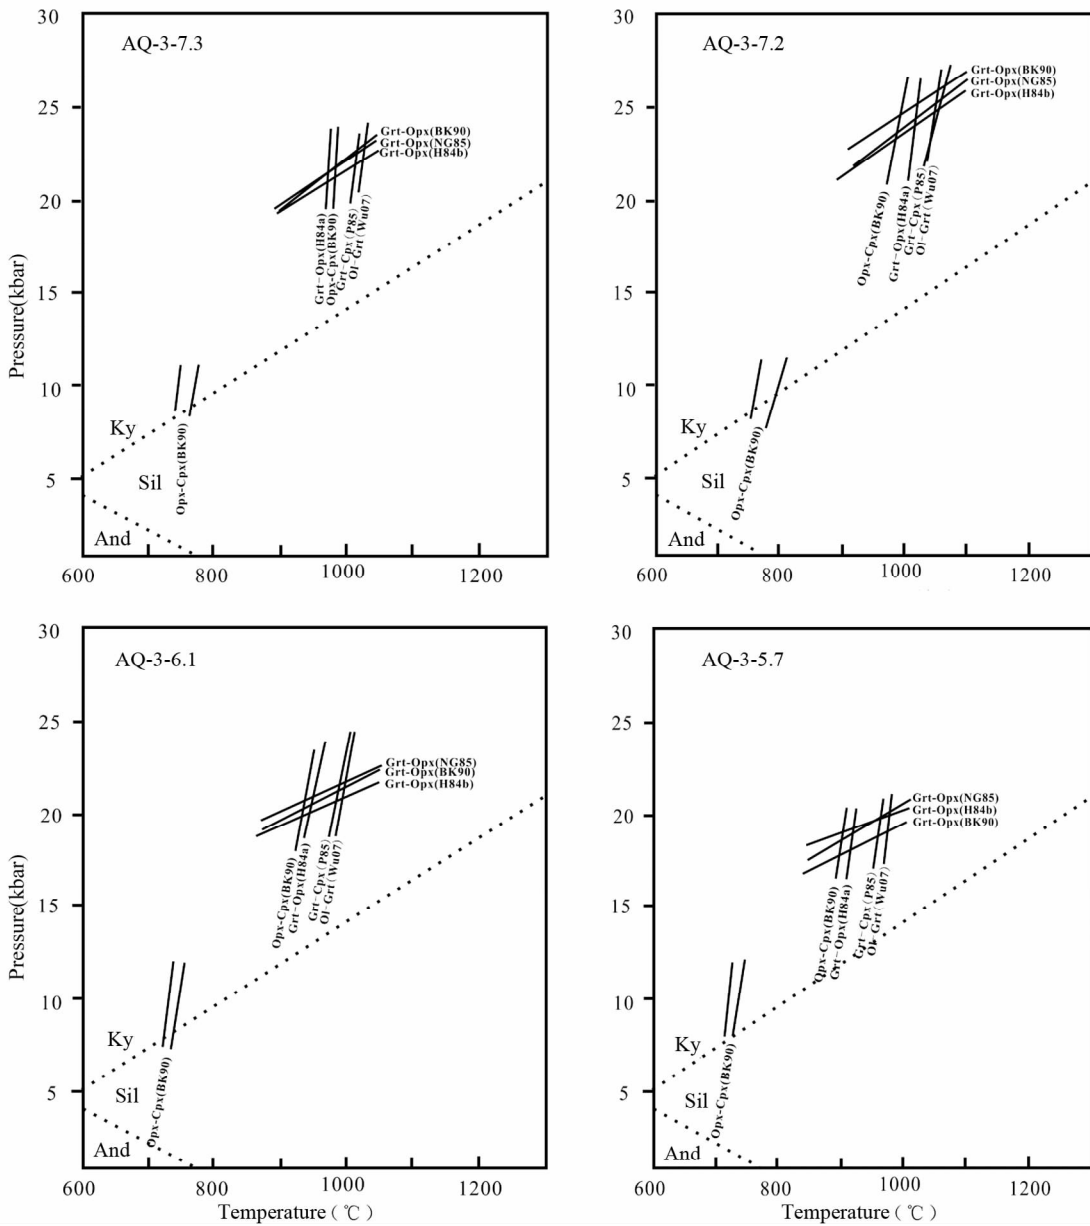 AQ-3-7.3
Pressure(kbar)
30
25
20
15
10
5
Grt-Opx(BK90)
Grt-Opx(NG85)
Grt-Opx(H84b)
Grt-Opx(H84a)
Opx-Cpx(BK90)
Grt-Cpx(P85)
Ol-Grt(Wu07)
Opx-Cpx(BK90)
Ky
Sil
And
600
800
1000
1200
AQ-3-7.2
30
25
20
15
10
5
Grt-Opx(BK90)
Grt-Opx(NG85)
Grt-Opx(H84b)
Opx-Cpx(BK90)
Grt-Opx(H84a)
Grt-Cpx(P85)
Ol-Grt(Wu07)
Opx-Cpx(BK90)
Ky
Sil
And
600
800
1000
1200
AQ-3-6.1
Pressure(kbar)
30
25
20
15
10
5
Grt-Opx(NG85)
Grt-Opx(BK90)
Grt-Opx(H84b)
Opx-Cpx(BK90)
Grt-Opx(H84a)
Grt-Cpx(P85)
Ol-Grt(Wu07)
Opx-Cpx(BK90)
Ky
Sil
And
600
800
1000
1200
Temperature(℃)
AQ-3-5.7
30
25
20
15
10
5
Grt-Opx(NG85)
Grt-Opx(H84b)
Grt-Opx(BK90)
Opx-Cpx(BK90)
Grt-Opx(H84a)
Grt-Cpx(P85)
Ol-Grt(Wu07)
Opx-Cpx(BK90)
Ky
Sil
And
600
800
1000
1200
Temperature(℃)